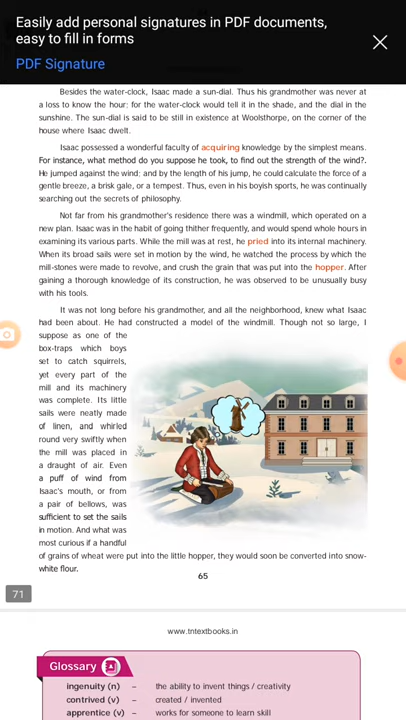 Easily add personal signatures in PDF documents,
easy to fill in forms
PDF Signature
Besides the water-clock, Isaac made a sun-dial. Thus his grandmother was never at
a loss to know the hour; for the water-clock would tell it in the shade, and the dial in the
sunshine. The sun-dial is said to be still in existence at Woolsthorpe, on the corner of the
house where Isaac dwelt.
Isaac possessed a wonderful faculty of acquiring knowledge by the simplest means.
For instance, what method do you suppose he took, to find out the strength of the wind?.
He jumped against the wind; and by the length of his jump, he could calculate the force of a
gentle breeze, a brisk gale, or a tempest. Thus, even in his boyish sports, he was continually
searching out the secrets of philosophy.
Not far from his grandmother's residence there was a windmill, which operated on a
new plan. Isaac was in the habit of going thither frequently, and would spend whole hours in
examining its various parts. While the mill was at rest, he pried into its internal machinery.
When its broad sails were set in motion by the wind, he watched the process by which the
mill-stones were made to revolve, and crush the grain that was put into the hopper. After
gaining a thorough knowledge of its construction, he was observed to be unusually busy
with his tools.
It was not long before his grandmother, and all the neighborhood, knew what Isaac
had been about. He had constructed a model of the windmill. Though not so large, I
suppose as one of the
box-traps which boys
set to catch squirrels,
yet every part of the
mill and its machinery
was complete. Its little
sails were neatly made
of linen, and whirled
round very swiftly when
the mill was placed in
a draught of air. Even
a puff of wind from
Isaac's mouth, or from
a pair of bellows, was
sufficient to set the sails
in motion. And what was
most curious if a handful
of grains of wheat were put into the little hopper, they would soon be converted into snow-
white flour.
65
71
www.tntextbooks.in
Glossary
ingenuity (n) – the ability to invent things / creativity
contrived (v) – created / invented
apprentice (v) – works for someone to learn skill